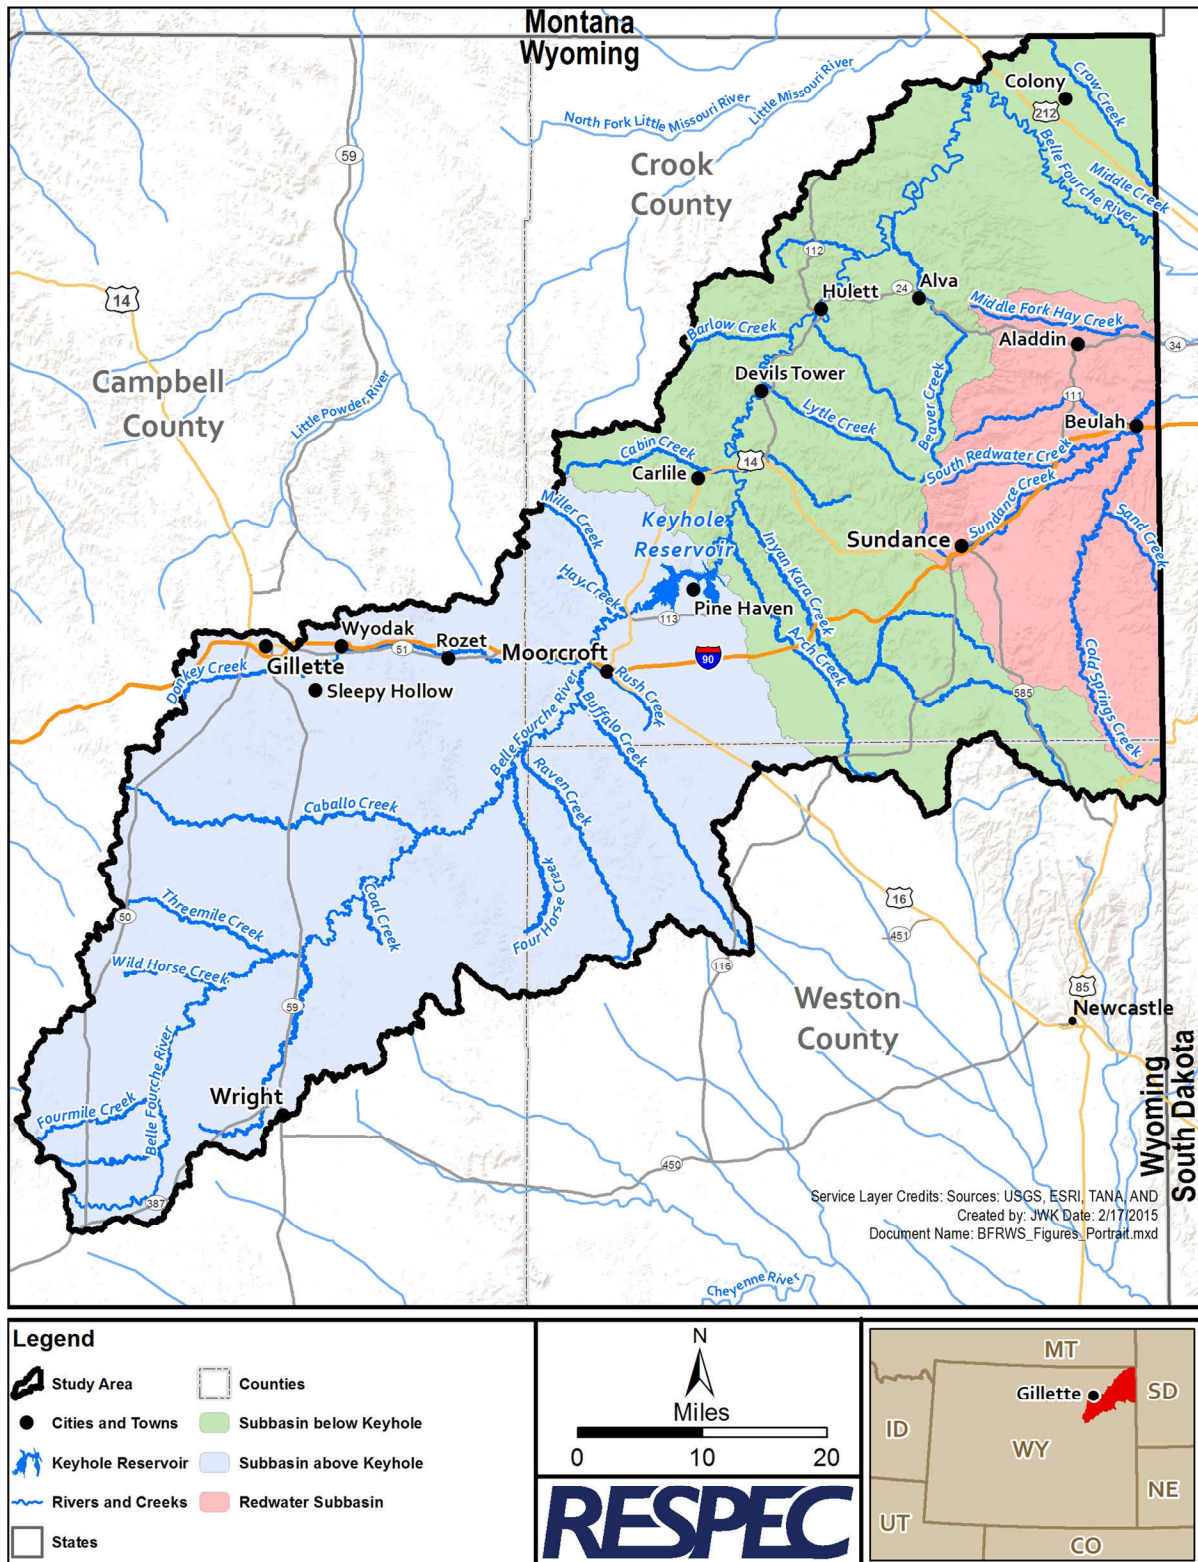 Montana
Wyoming
Colony
Crow Creek
212
Little Missouri River
North Fork Little Missouri River
Belle Fourche River
Middle Creek
59
Crook
County
112
Alva
24
Hulett
14
Middle Fork Hay Creek
Barlow Creek
Aladdin
34
Devils Tower
Campbell
County
Little Powder River
Lytle Creek
Beaver Creek
111
Beulah
Cabin Creek
14
Carlile
South Redwater Creek
Miller Creek
Keyhole
Reservoir
Inyan Kara Creek
Sundance
Sundance Creek
Sand Creek
Hay Creek
Pine Haven
113
Wyodak
Rozet
51
Moorcroft
90
Arch Creek
Gillette
Donkey Creek
Sleepy Hollow
Rush Creek
585
Cold Springs Creek
Belle Fourche River
Buffalo Creek
Raven Creek
Caballo Creek
Four Horse Creek
Coal Creek
50
Threemile Creek
16
451
Wild Horse Creek
116
59
85
Weston
County
Newcastle
Belle Fourche River
Wright
Fourmile Creek
Wyoming
South Dakota
450
387
Service Layer Credits: Sources: USGS, ESRI, TANA, AND
Created by: JWK Date: 2/17/2015
Document Name: BFRWS_Figures_Portrait.mxd
Cheyenne River
Legend
Study Area
Cities and Towns
Keyhole Reservoir
Rivers and Creeks
States
Counties
Subbasin below Keyhole
Subbasin above Keyhole
Redwater Subbasin
N
Miles
0 10 20
RESPEC
MT
Gillette
SD
ID
WY
NE
UT
CO